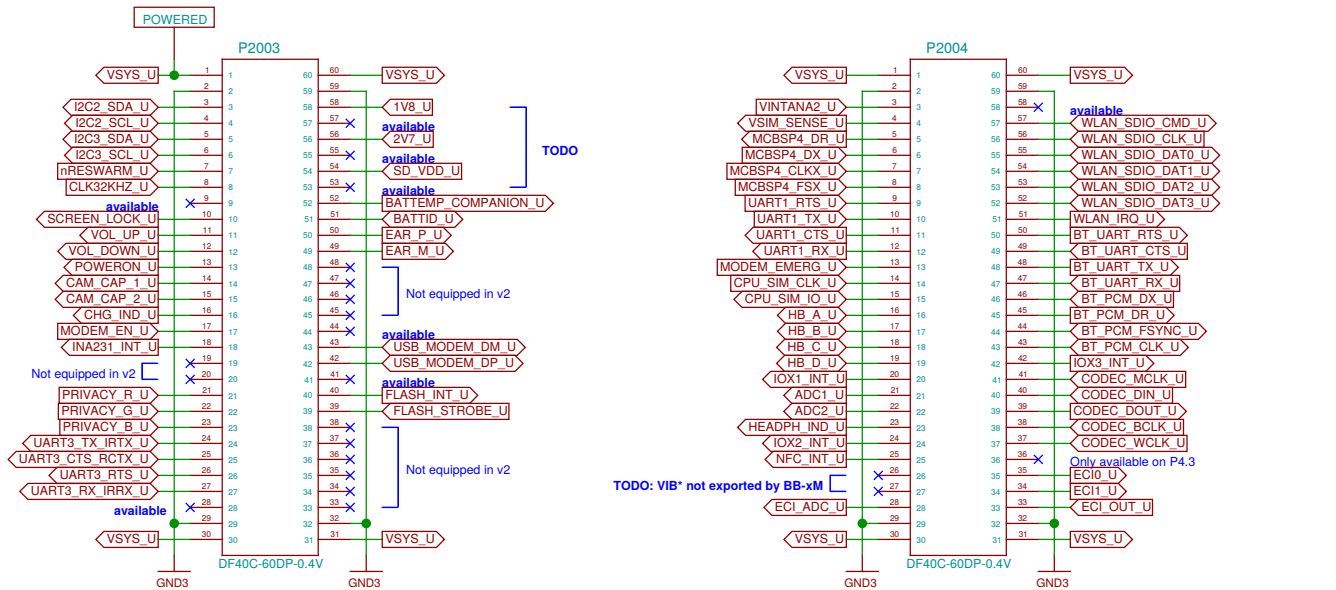 POWERED
P2003
VSYS_U 1 1 60 60 VSYS_U
2 2 59 59
I2C2_SDA_U 3 3 58 58 1V8_U
I2C2_SCL_U 4 4 57 57 available
I2C3_SDA_U 5 5 56 56 2V7_U
I2C3_SCL_U 6 6 55 55 available
nRESWARM_U 7 7 54 54 SD_VDD_U
CLK32KHZ_U 8 8 53 53 available
TODO
available 9 9 52 52 BATTEMP_COMPANION_U
SCREEN_LOCK_U 10 10 51 51 BATTID_U
VOL_UP_U 11 11 50 50 EAR_P_U
VOL_DOWN_U 12 12 49 49 EAR_M_U
POWERON_U 13 13 48 48
CAM_CAP_1_U 14 14 47 47
CAM_CAP_2_U 15 15 46 46
Not equipped in v2
CHG_IND_U 16 16 45 45
MODEM_EN_U 17 17 44 44 available
INA231_INT_U 18 18 43 43 USB_MODEM_DM_U
19 19 42 42 USB_MODEM_DP_U
Not equipped in v2
20 20 41 41 available
PRIVACY_R_U 21 21 40 40 FLASH_INT_U
PRIVACY_G_U 22 22 39 39 FLASH_STROBE_U
PRIVACY_B_U 23 23 38 38
UART3_TX_IRTX_U 24 24 37 37
UART3_CTS_RCTX_U 25 25 36 36
Not equipped in v2
UART3_RTS_U 26 26 35 35
UART3_RX_IRRX_U 27 27 34 34
available 28 28 33 33
29 29 32 32
VSYS_U 30 30 31 31 VSYS_U
DF40C-60DP-0.4V
GND3 GND3
P2004
VSYS_U 1 1 60 60 VSYS_U
2 2 59 59
VINTANA2_U 3 3 58 58 available
VSIM_SENSE_U 4 4 57 57 WLAN_SDIO_CMD_U
MCBSP4_DR_U 5 5 56 56 WLAN_SDIO_CLK_U
MCBSP4_DX_U 6 6 55 55 WLAN_SDIO_DAT0_U
MCBSP4_CLKX_U 7 7 54 54 WLAN_SDIO_DAT1_U
MCBSP4_FSX_U 8 8 53 53 WLAN_SDIO_DAT2_U
UART1_RTS_U 9 9 52 52 WLAN_SDIO_DAT3_U
UART1_TX_U 10 10 51 51 WLAN_IRQ_U
UART1_CTS_U 11 11 50 50 BT_UART_RTS_U
UART1_RX_U 12 12 49 49 BT_UART_CTS_U
MODEM_EMERG_U 13 13 48 48 BT_UART_TX_U
CPU_SIM_CLK_U 14 14 47 47 BT_UART_RX_U
CPU_SIM_IO_U 15 15 46 46 BT_PCM_DX_U
HB_A_U 16 16 45 45 BT_PCM_DR_U
HB_B_U 17 17 44 44 BT_PCM_FSYNC_U
HB_C_U 18 18 43 43 BT_PCM_CLK_U
HB_D_U 19 19 42 42 IOX3_INT_U
IOX1_INT_U 20 20 41 41 CODEC_MCLK_U
ADC1_U 21 21 40 40 CODEC_DIN_U
ADC2_U 22 22 39 39 CODEC_DOUT_U
HEADPH_IND_U 23 23 38 38 CODEC_BCLK_U
IOX2_INT_U 24 24 37 37 CODEC_WCLK_U
NFC_INT_U 25 25 36 36 Only available on P4.3
26 26 35 35 ECI0_U
TODO: VIB* not exported by BB-xM
27 27 34 34 ECI1_U
ECI_ADC_U 28 28 33 33 ECI_OUT_U
29 29 32 32
VSYS_U 30 30 31 31 VSYS_U
DF40C-60DP-0.4V
GND3 GND3